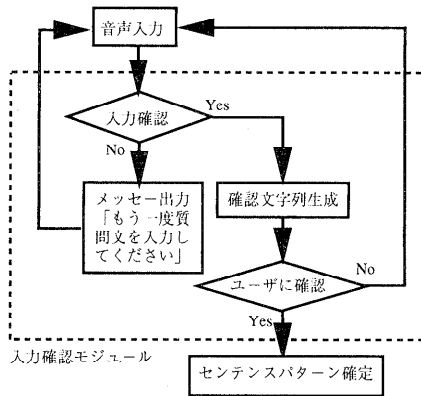 音声入力
入力確認
Yes
No
メッセー出力
「もう一度質
問文を入力し
てください」
確認文字列生成
ユーザに確認
No
Yes
入力確認モジュール
センテンスパターン確定